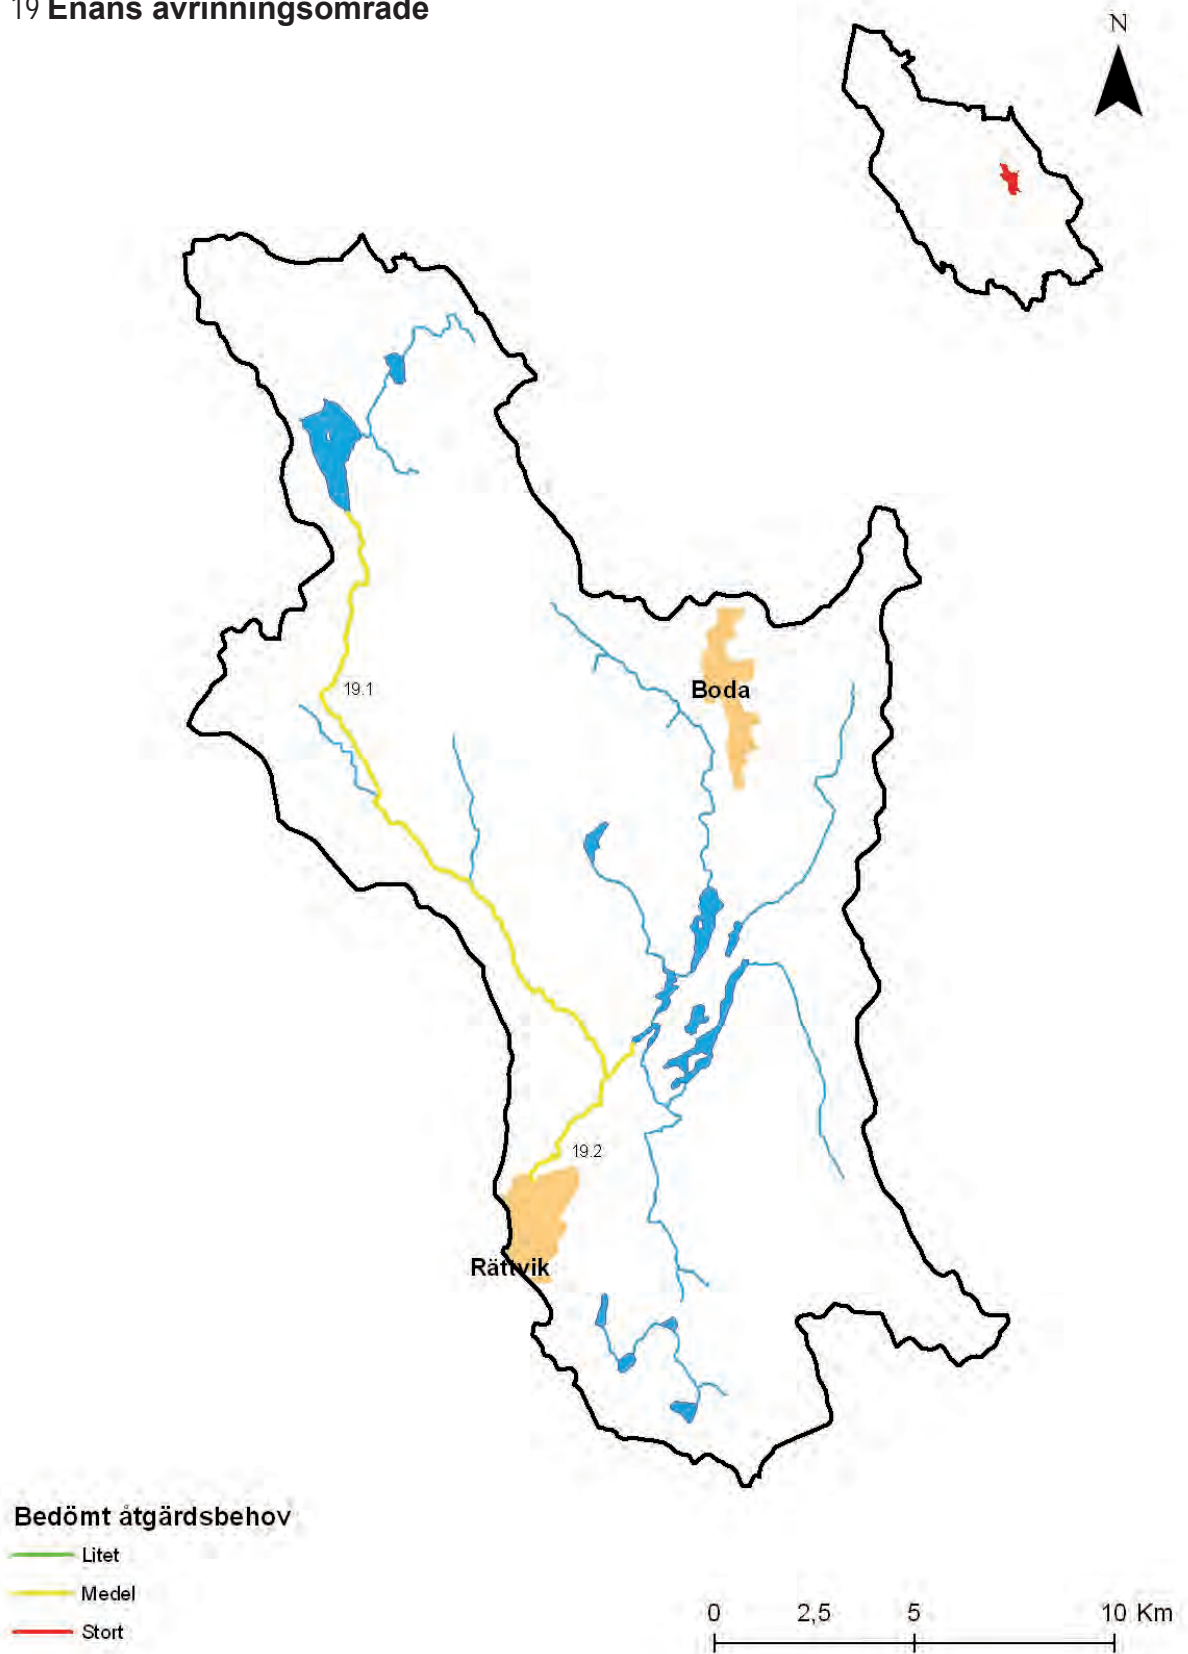 19 Enåns avrinningsområde
N
19.1
Boda
19.2
Rättvik
Bedömt åtgärdsbehov
Litet
Medel
Stort
0 2,5 5 10 Km